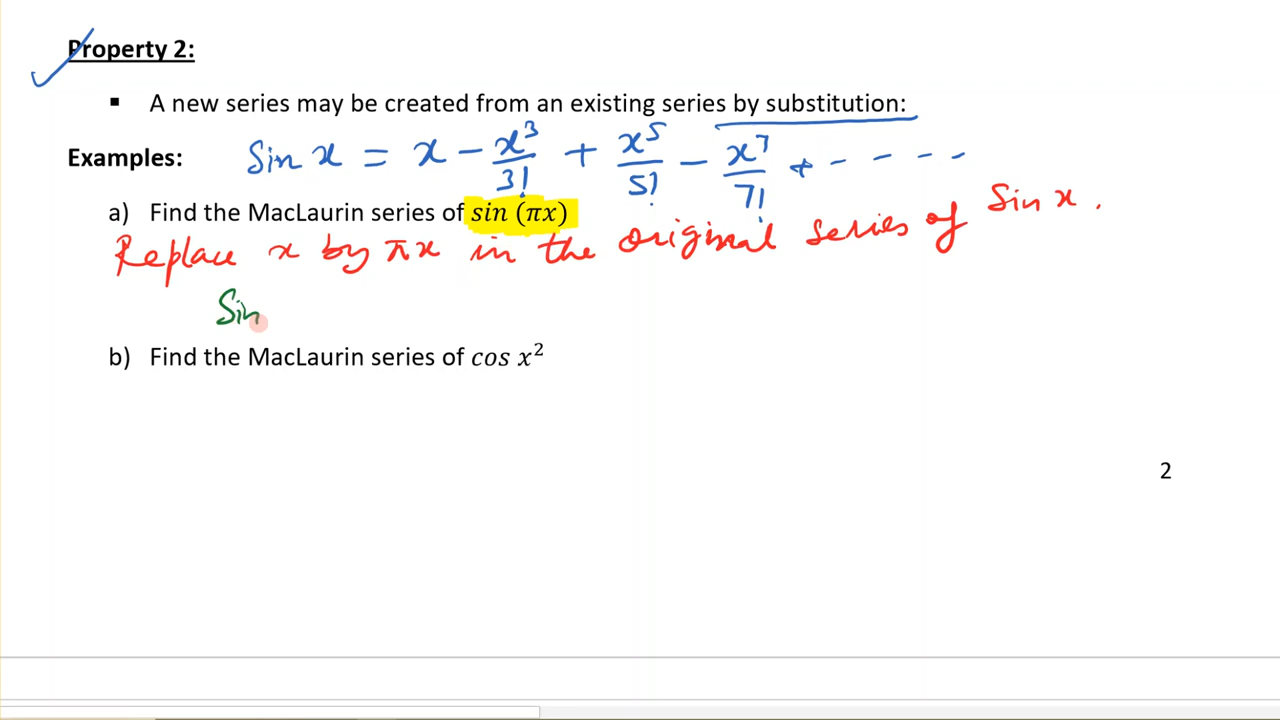 Property 2:
▪ A new series may be created from an existing series by substitution:
Examples: Sin x = x - x³/3! + x⁵/5! - x⁷/7! + - - - -
a) Find the MacLaurin series of sin (πx)
Replace x by πx in the original series of Sin x.
Sin
b) Find the MacLaurin series of cos x²
2